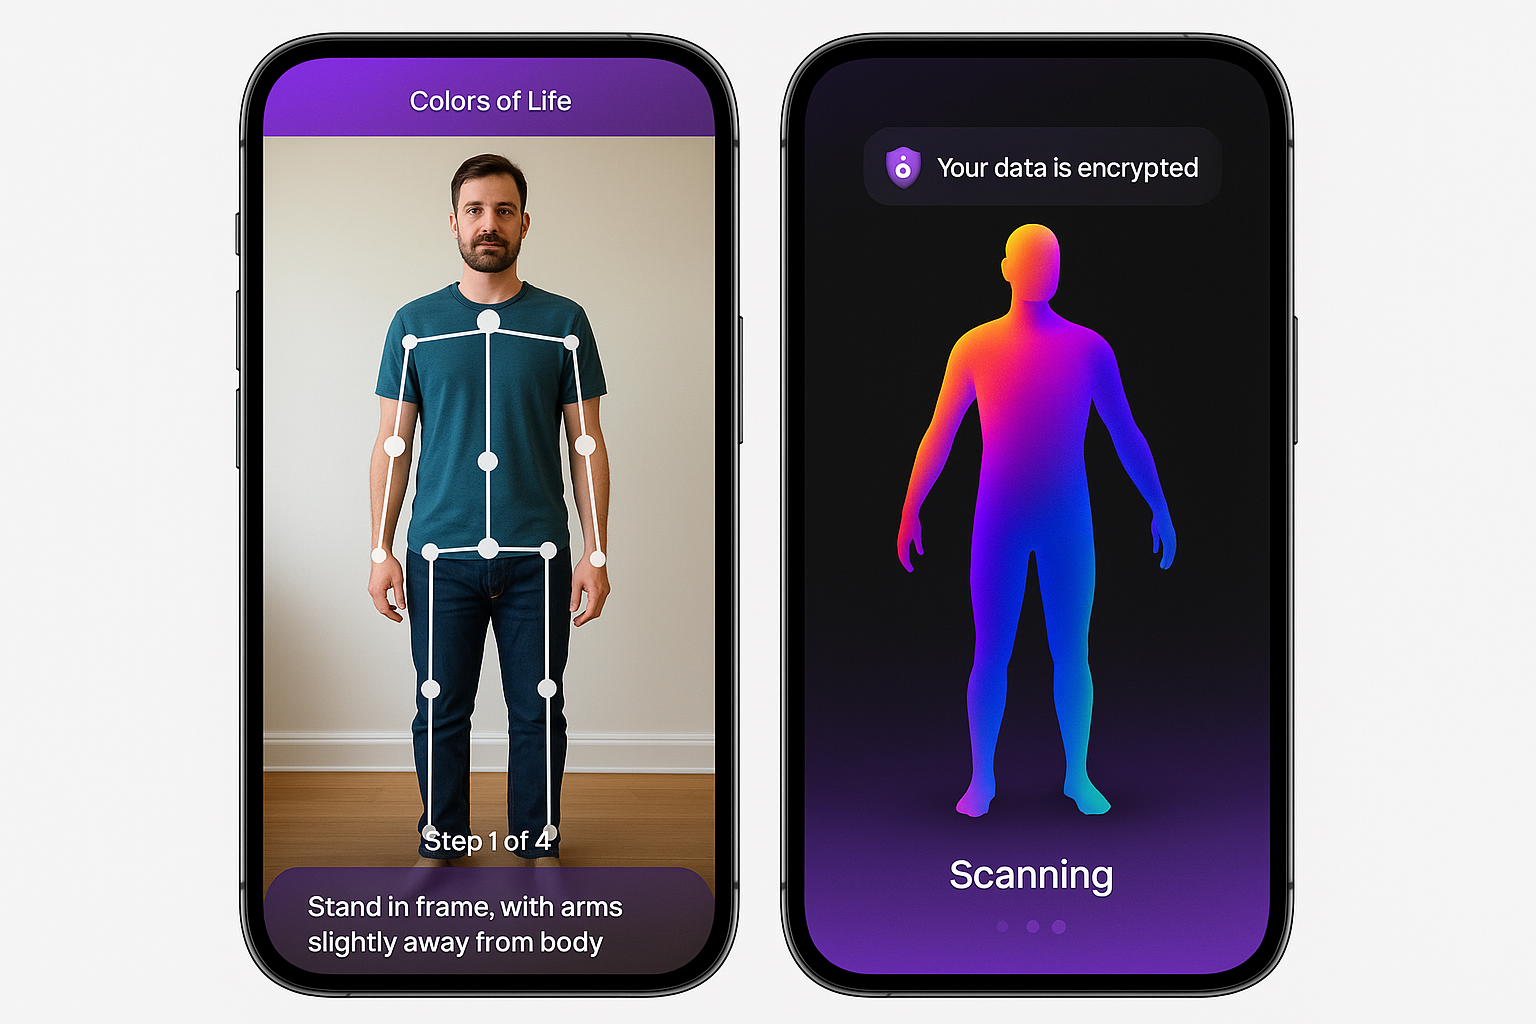 Colors of Life
Step 1 of 4
Stand in frame, with arms
slightly away from body
Your data is encrypted
Scanning